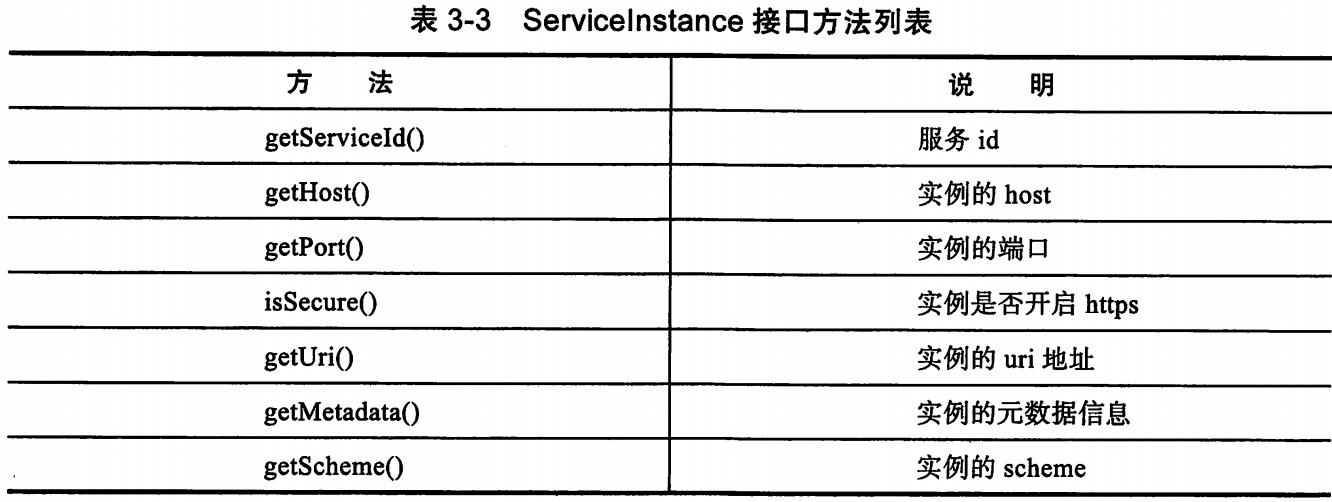 表 3-3 ServiceInstance 接口方法列表
方 法 说 明
getServiceId() 服务 id
getHost() 实例的 host
getPort() 实例的端口
isSecure() 实例是否开启 https
getUri() 实例的 uri 地址
getMetadata() 实例的元数据信息
getScheme() 实例的 scheme